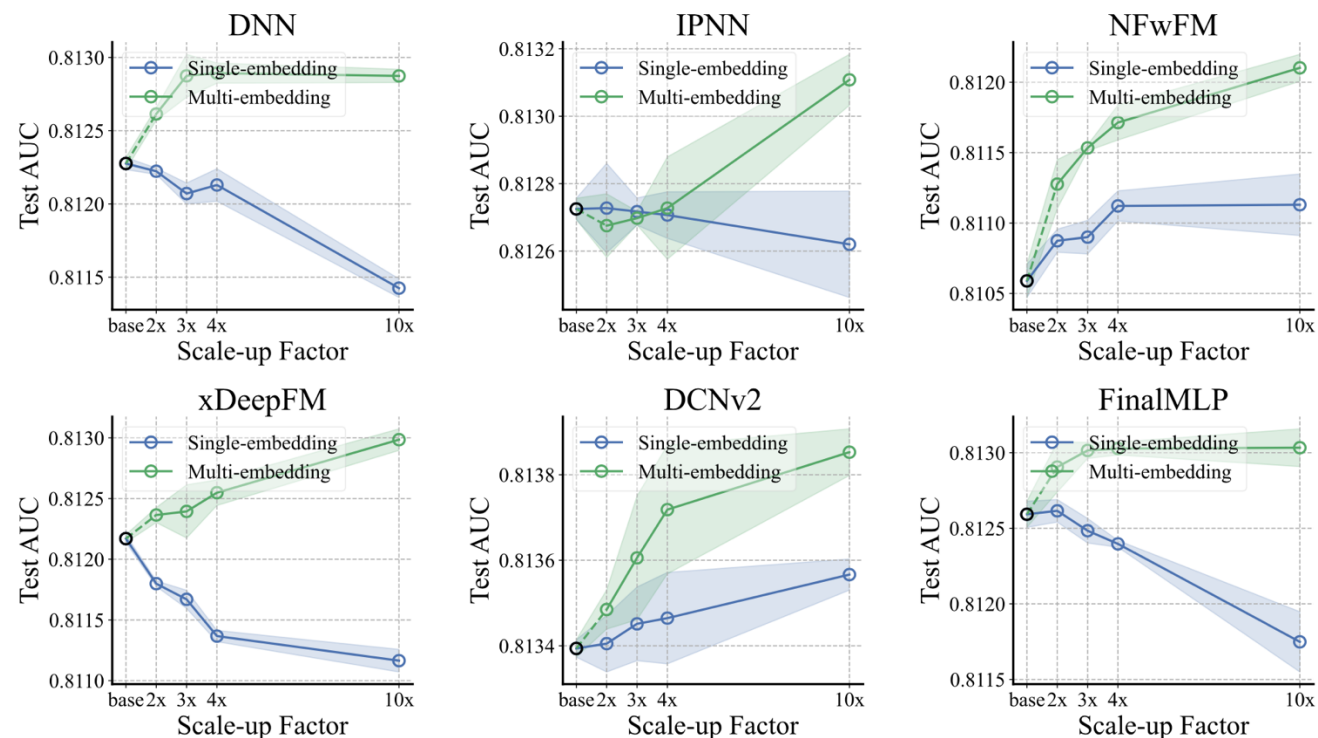 DNN
0.8130
0.8125
0.8120
0.8115
Test AUC
Single-embedding
Multi-embedding
base 2x 3x 4x 10x
Scale-up Factor
IPNN
0.8132
0.8130
0.8128
0.8126
Test AUC
Single-embedding
Multi-embedding
base 2x 3x 4x 10x
Scale-up Factor
NFwFM
0.8120
0.8115
0.8110
0.8105
Test AUC
Single-embedding
Multi-embedding
base 2x 3x 4x 10x
Scale-up Factor
xDeepFM
0.8130
0.8125
0.8120
0.8115
0.8110
Test AUC
Single-embedding
Multi-embedding
base 2x 3x 4x 10x
Scale-up Factor
DCNv2
0.8138
0.8136
0.8134
Test AUC
Single-embedding
Multi-embedding
base 2x 3x 4x 10x
Scale-up Factor
FinalMLP
0.8130
0.8125
0.8120
0.8115
Test AUC
Single-embedding
Multi-embedding
base 2x 3x 4x 10x
Scale-up Factor